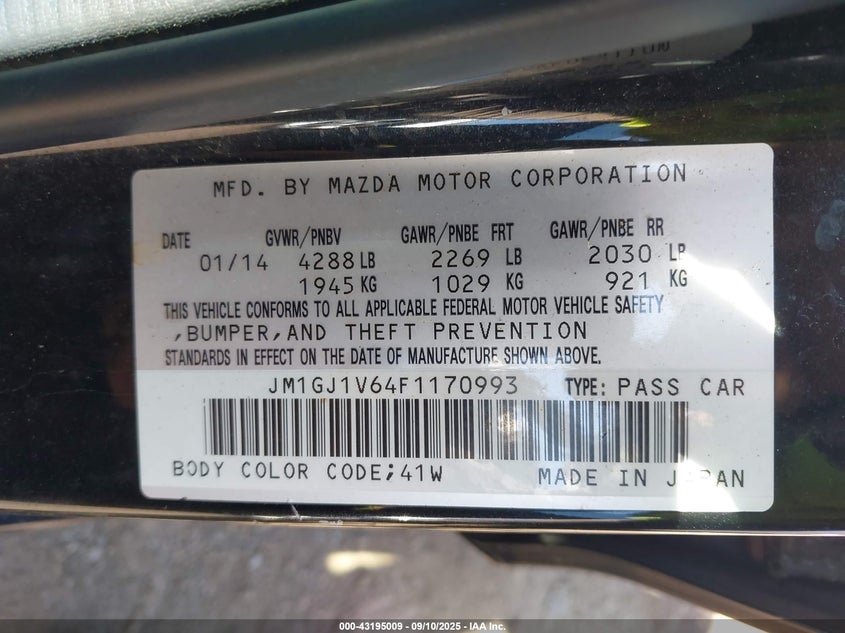 MFD. BY MAZDA MOTOR CORPORATION
DATE GVWR/PNBV GAWR/PNBE FRT GAWR/PNBE RR
01/14 4288 LB 2269 LB 2030 LB
1945 KG 1029 KG 921 KG
THIS VEHICLE CONFORMS TO ALL APPLICABLE FEDERAL MOTOR VEHICLE SAFETY
,BUMPER,AND THEFT PREVENTION
STANDARDS IN EFFECT ON THE DATE OF MANUFACTURE SHOWN ABOVE.
JM1GJ1V64F1170993 TYPE: PASS CAR
BODY COLOR CODE;41W MADE IN JAPAN
000-43195009 - 09/10/2025 - IAA Inc.